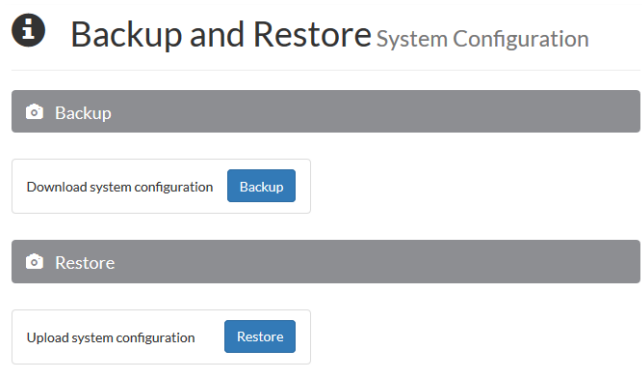 Backup and Restore System Configuration
Backup
Download system configuration Backup
Restore
Upload system configuration Restore